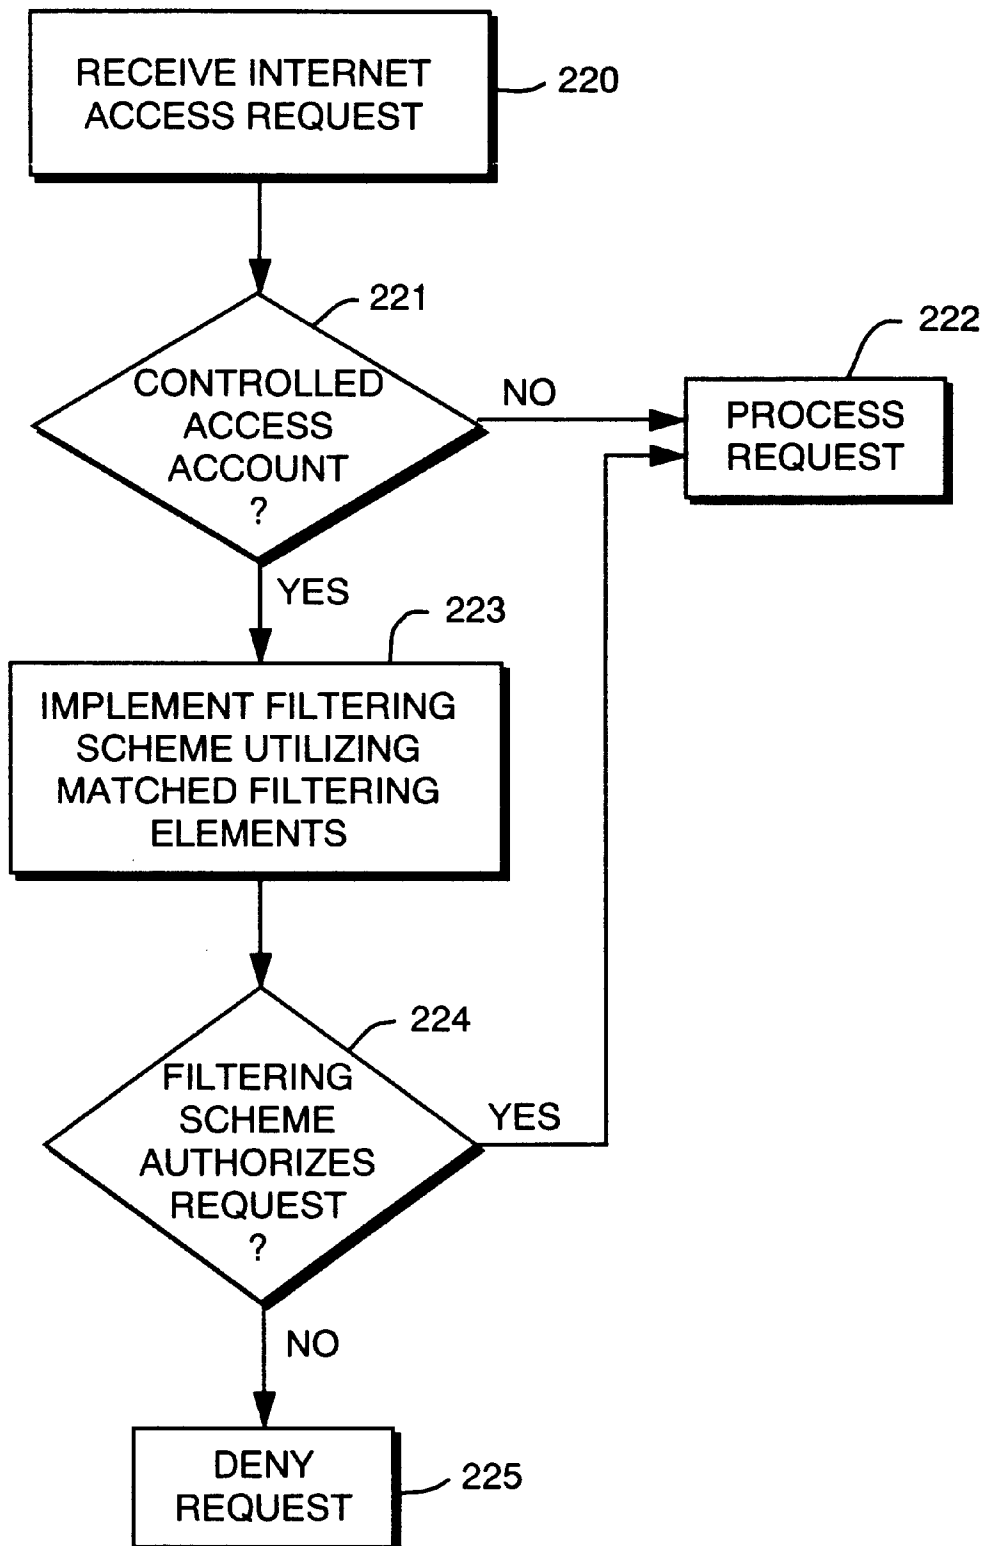 RECEIVE INTERNET
ACCESS REQUEST
220
221
CONTROLLED
ACCESS
ACCOUNT
?
NO
222
PROCESS
REQUEST
YES
223
IMPLEMENT FILTERING
SCHEME UTILIZING
MATCHED FILTERING
ELEMENTS
224
FILTERING
SCHEME
AUTHORIZES
REQUEST
?
YES
NO
DENY
REQUEST
225